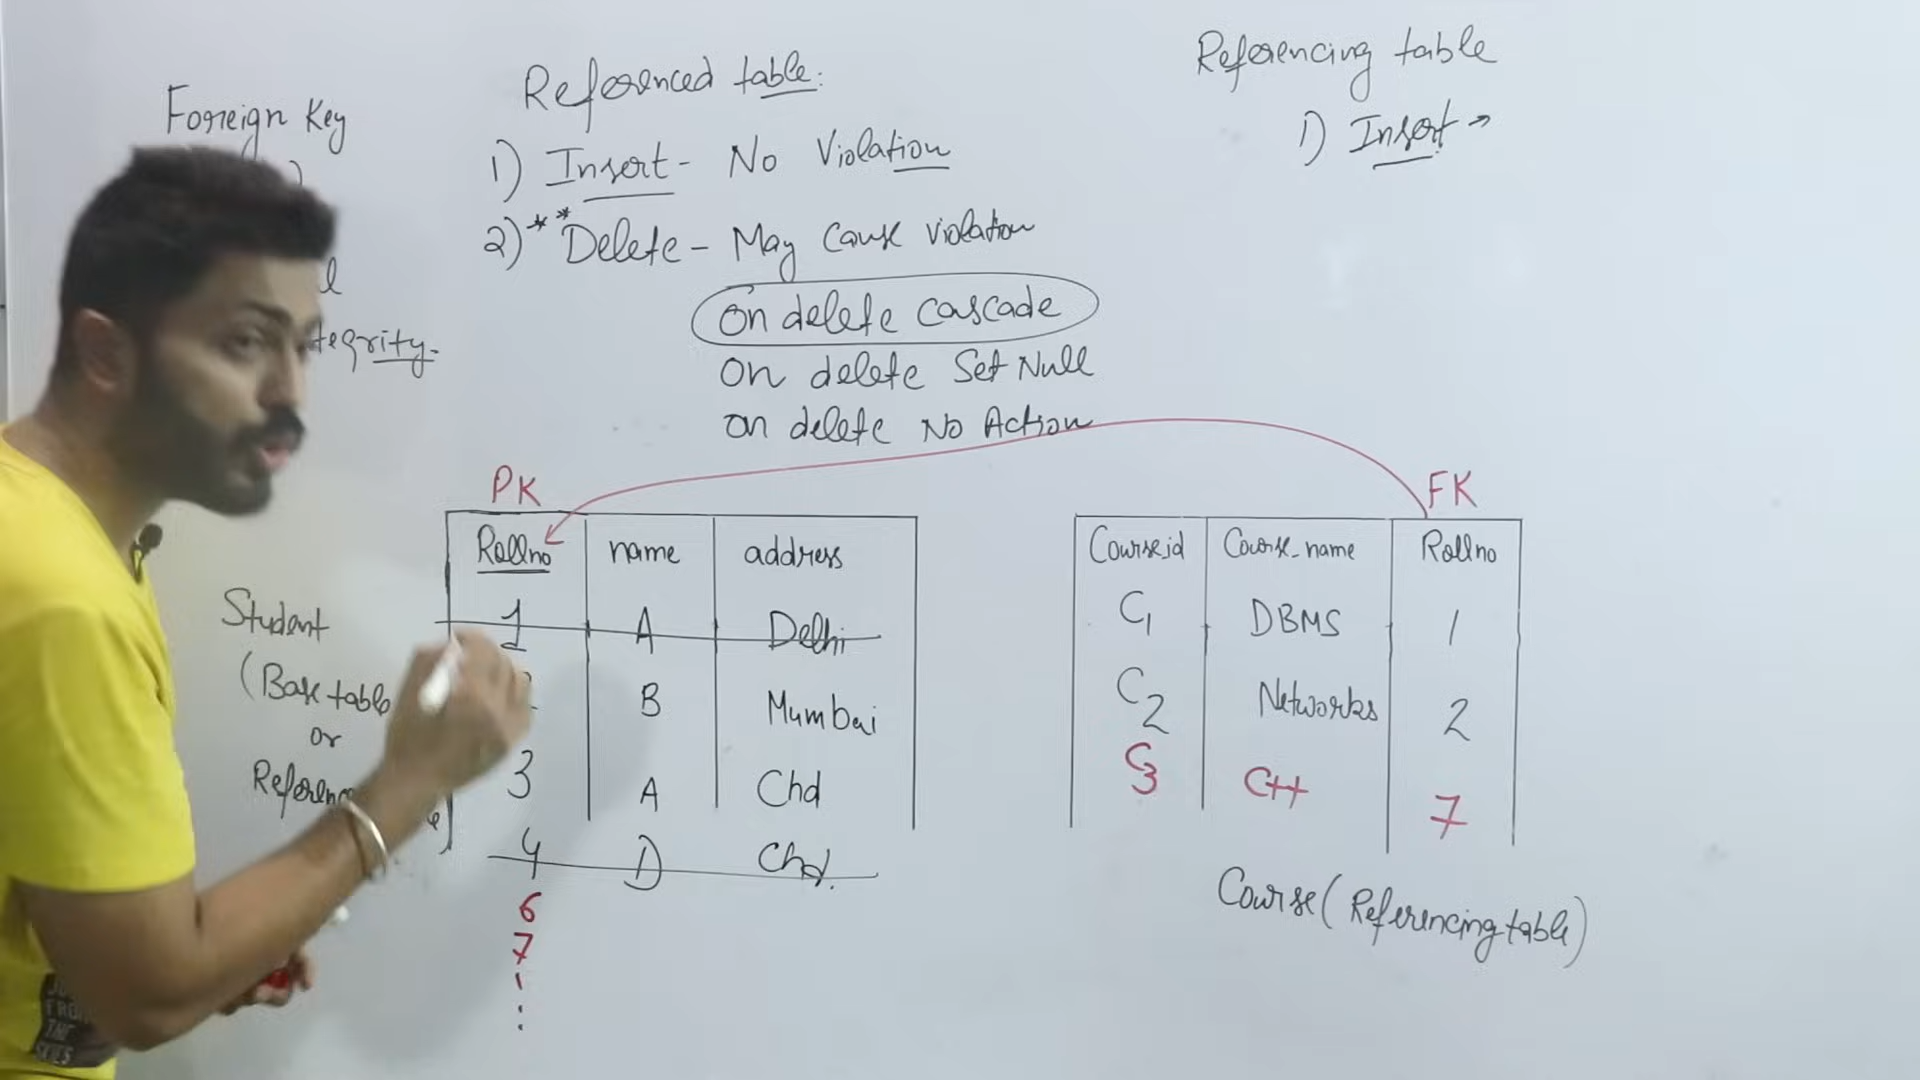 Foreign Key
l
tegrity.
Referenced table:
1) Insert - No Violation
2) ** Delete - May Cause violation
On delete Cascade
On delete Set Null
on delete No Action
Referencing table
1) Insert →
PK
Rollno name address
1 A Delhi
B Mumbai
3 A Chd
4 D Chd.
6
7
Student
(Base table
or
FK
Course_id Course_name Rollno
C1 DBMS 1
C2 Networks 2
C3 C++ 7
Course (Referencing table)
FROM
THE